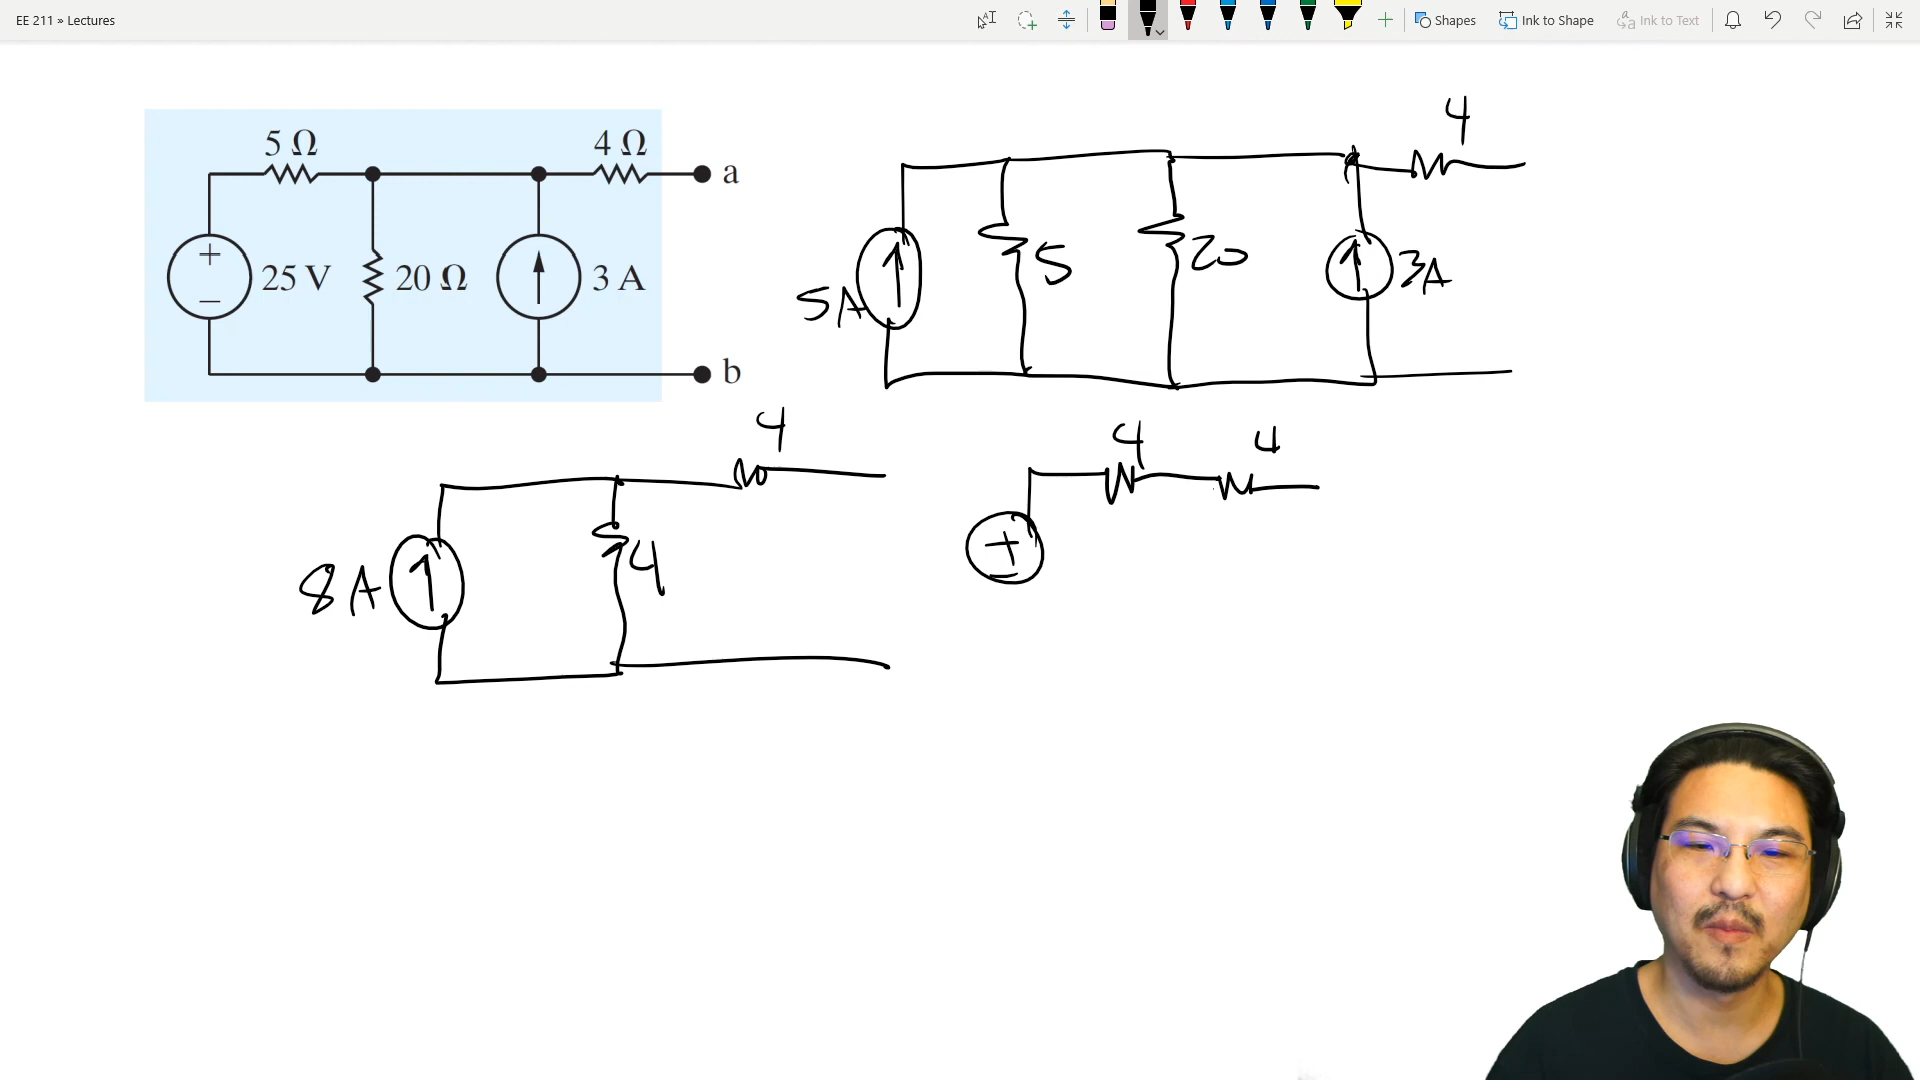 EE 211 » Lectures
Shapes
Ink to Shape
Ink to Text
5 Ω
4 Ω
a
+
25 V
20 Ω
3 A
−
b
4
5A
5
20
3A
4
8A
4
4
4
+
−